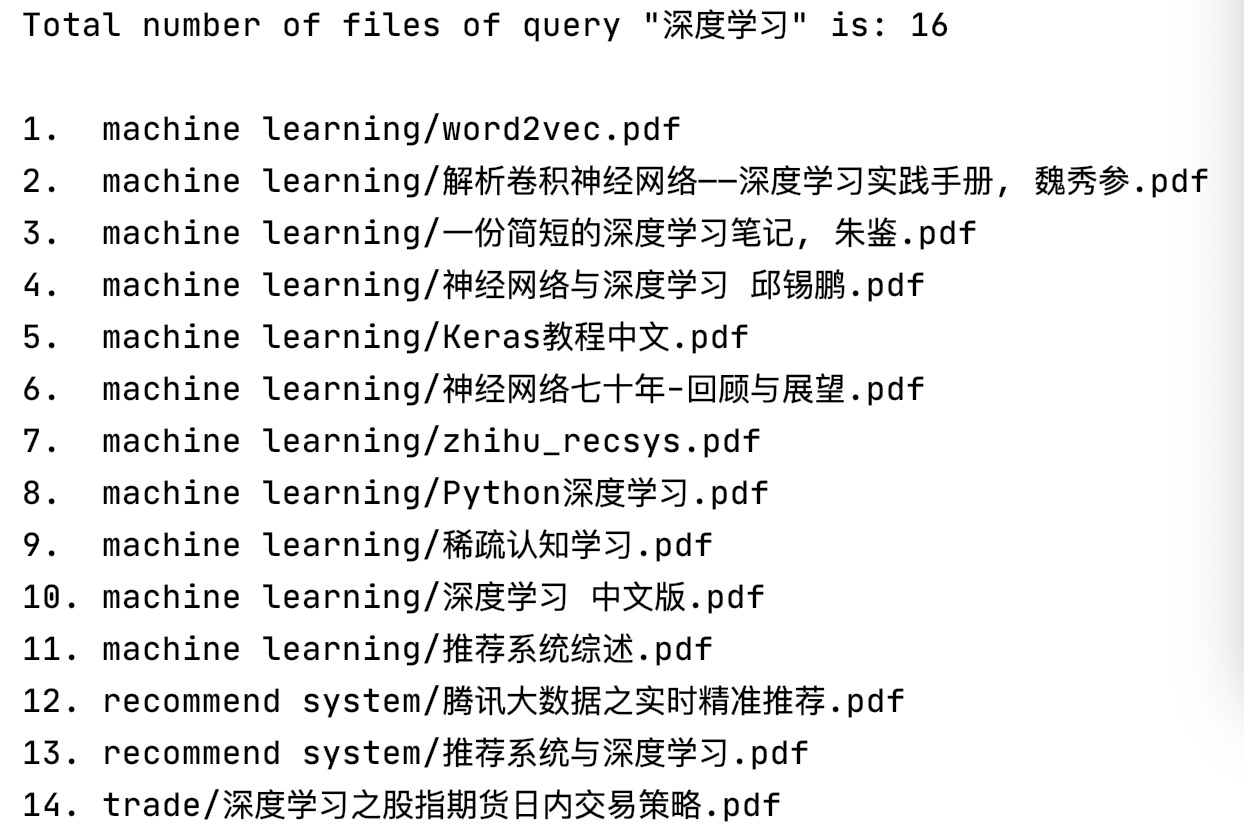 Total number of files of query "深度学习" is: 16
1. machine learning/word2vec.pdf
2. machine learning/解析卷积神经网络——深度学习实践手册, 魏秀参.pdf
3. machine learning/一份简短的深度学习笔记, 朱鉴.pdf
4. machine learning/神经网络与深度学习 邱锡鹏.pdf
5. machine learning/Keras教程中文.pdf
6. machine learning/神经网络七十年-回顾与展望.pdf
7. machine learning/zhihu_recsys.pdf
8. machine learning/Python深度学习.pdf
9. machine learning/稀疏认知学习.pdf
10. machine learning/深度学习 中文版.pdf
11. machine learning/推荐系统综述.pdf
12. recommend system/腾讯大数据之实时精准推荐.pdf
13. recommend system/推荐系统与深度学习.pdf
14. trade/深度学习之股指期货日内交易策略.pdf